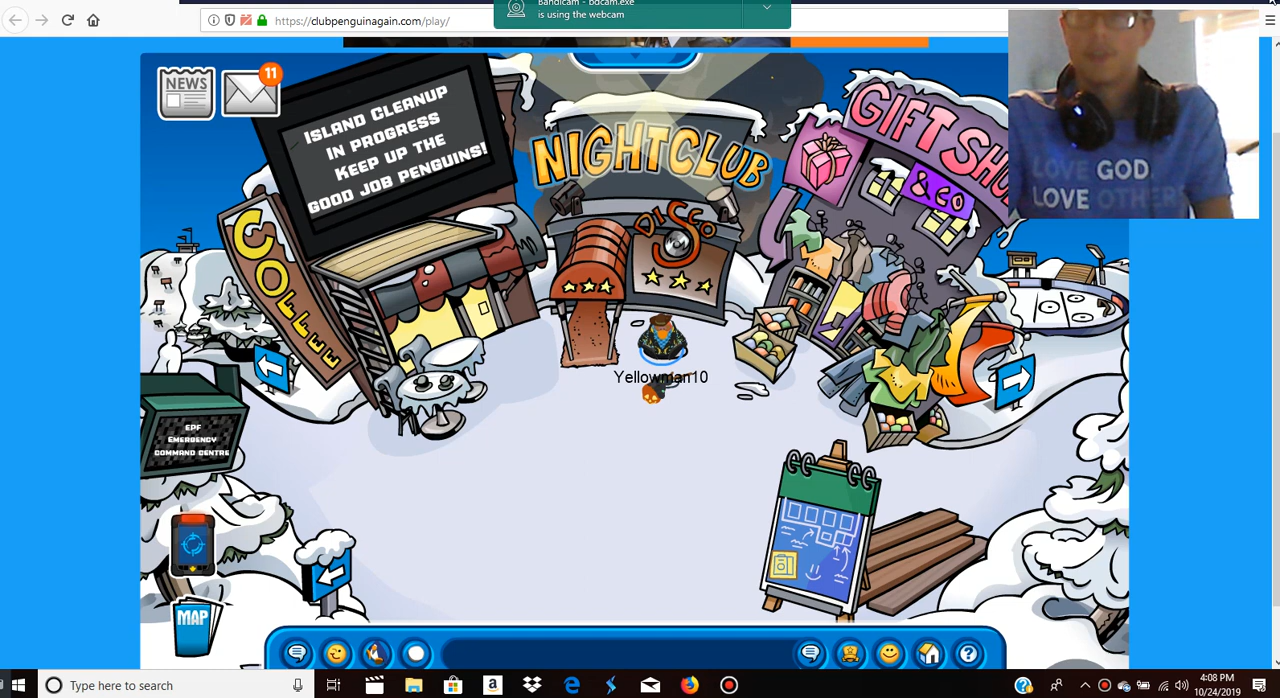 Bandicam - bdcam.exe
is using the webcam
https://clubpenguinagain.com/play/
NEWS
11
ISLAND CLEANUP
IN PROGRESS
KEEP UP THE
GOOD JOB PENGUINS!
COFFEE
NIGHTCLUB
DISCO
GIFT SHO
& CO
LOVE GOD.
LOVE OTHERS
Yellowman10
EPF
EMERGENCY
COMMAND CENTRE
MAP
Type here to search
4:08 PM
10/24/2019